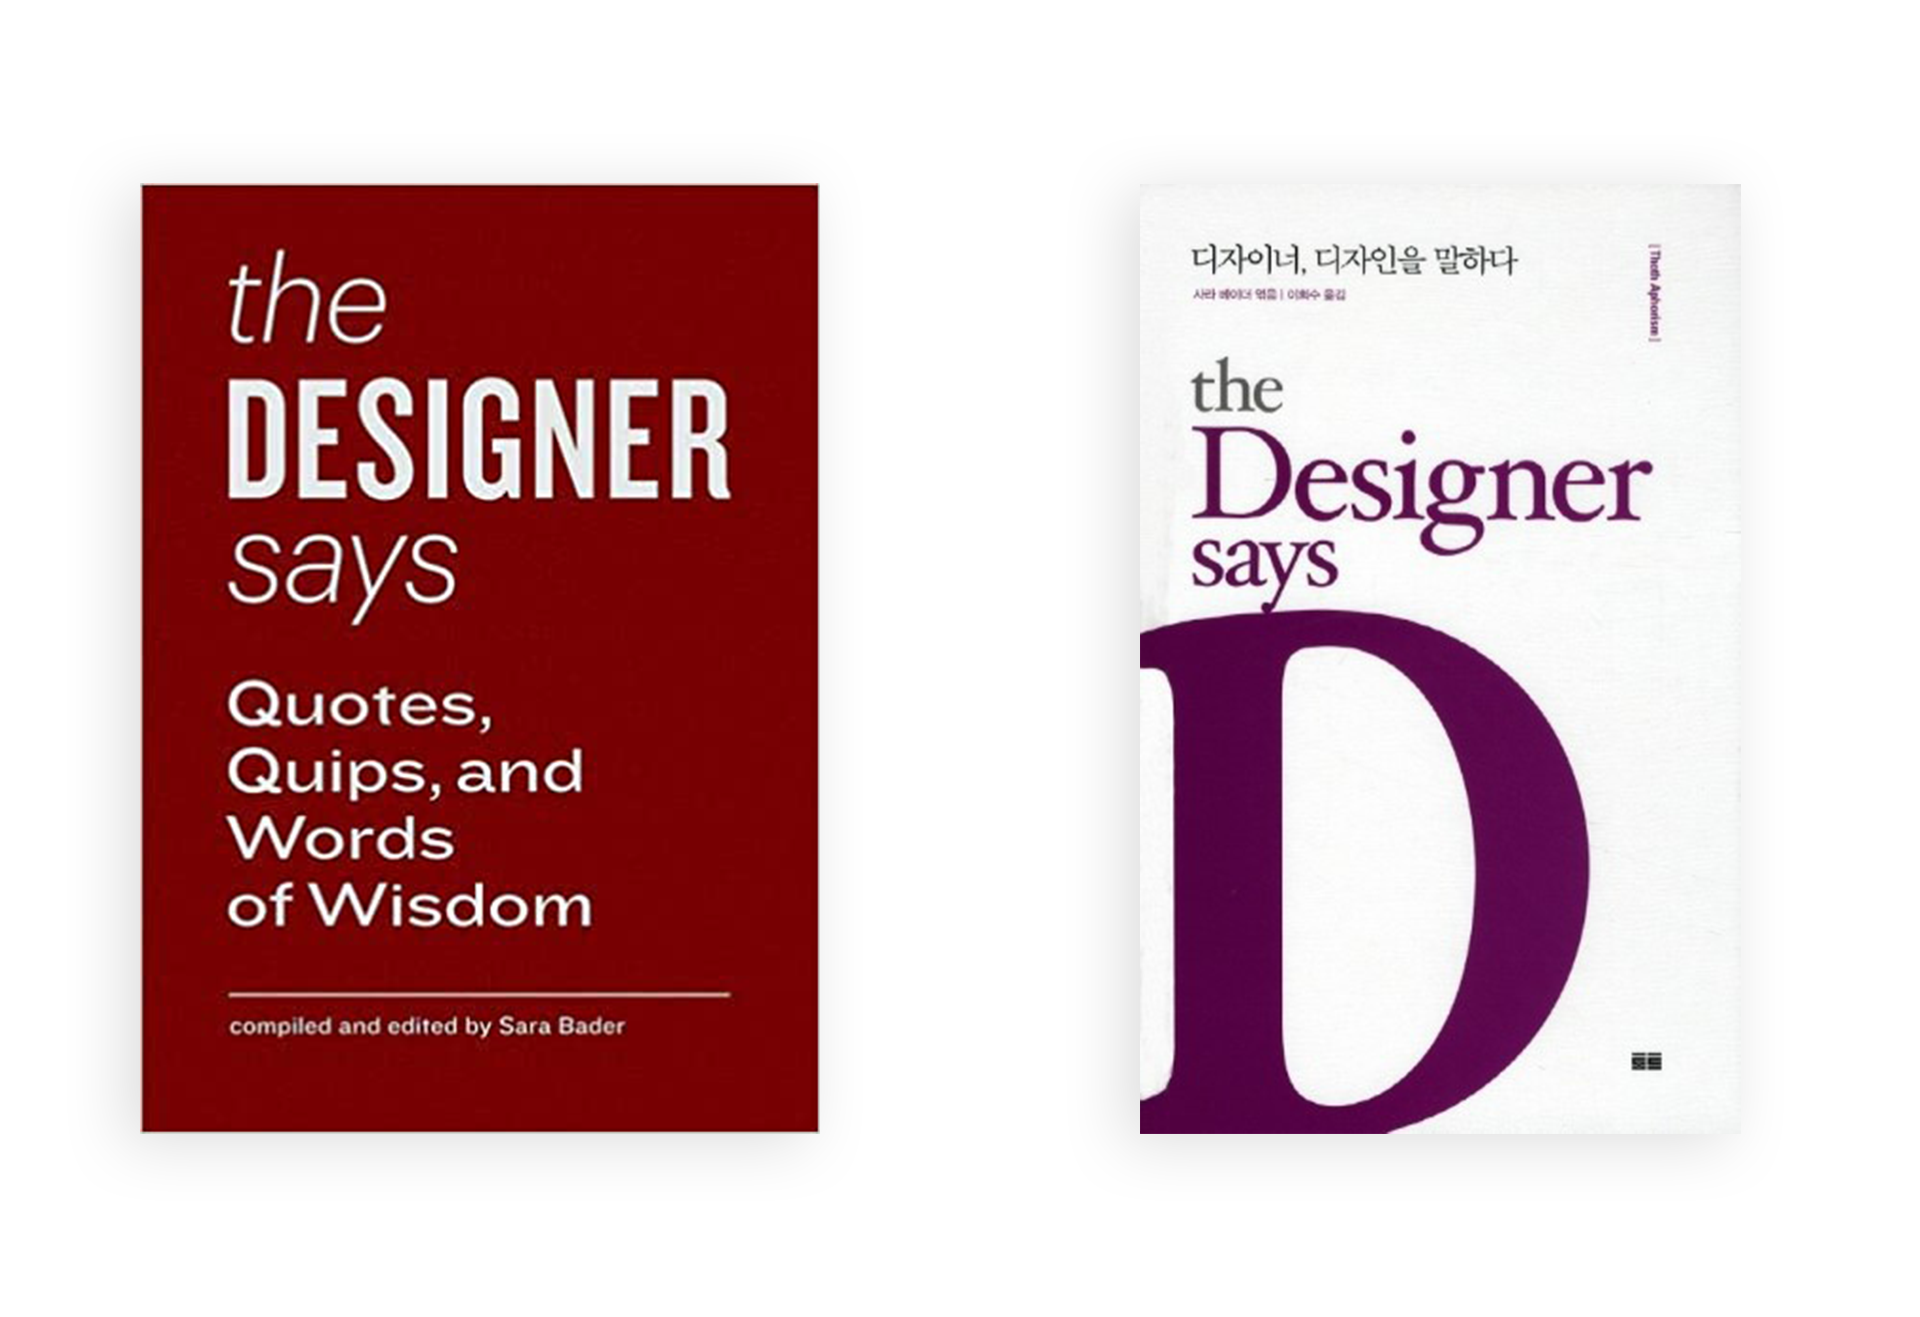 the
DESIGNER
says
Quotes,
Quips, and
Words
of Wisdom
compiled and edited by Sara Bader
디자이너, 디자인을 말하다
사라 베이더 엮음 | 이희수 옮김
[ Thoth Aphorism ]
the
Designer
says
D